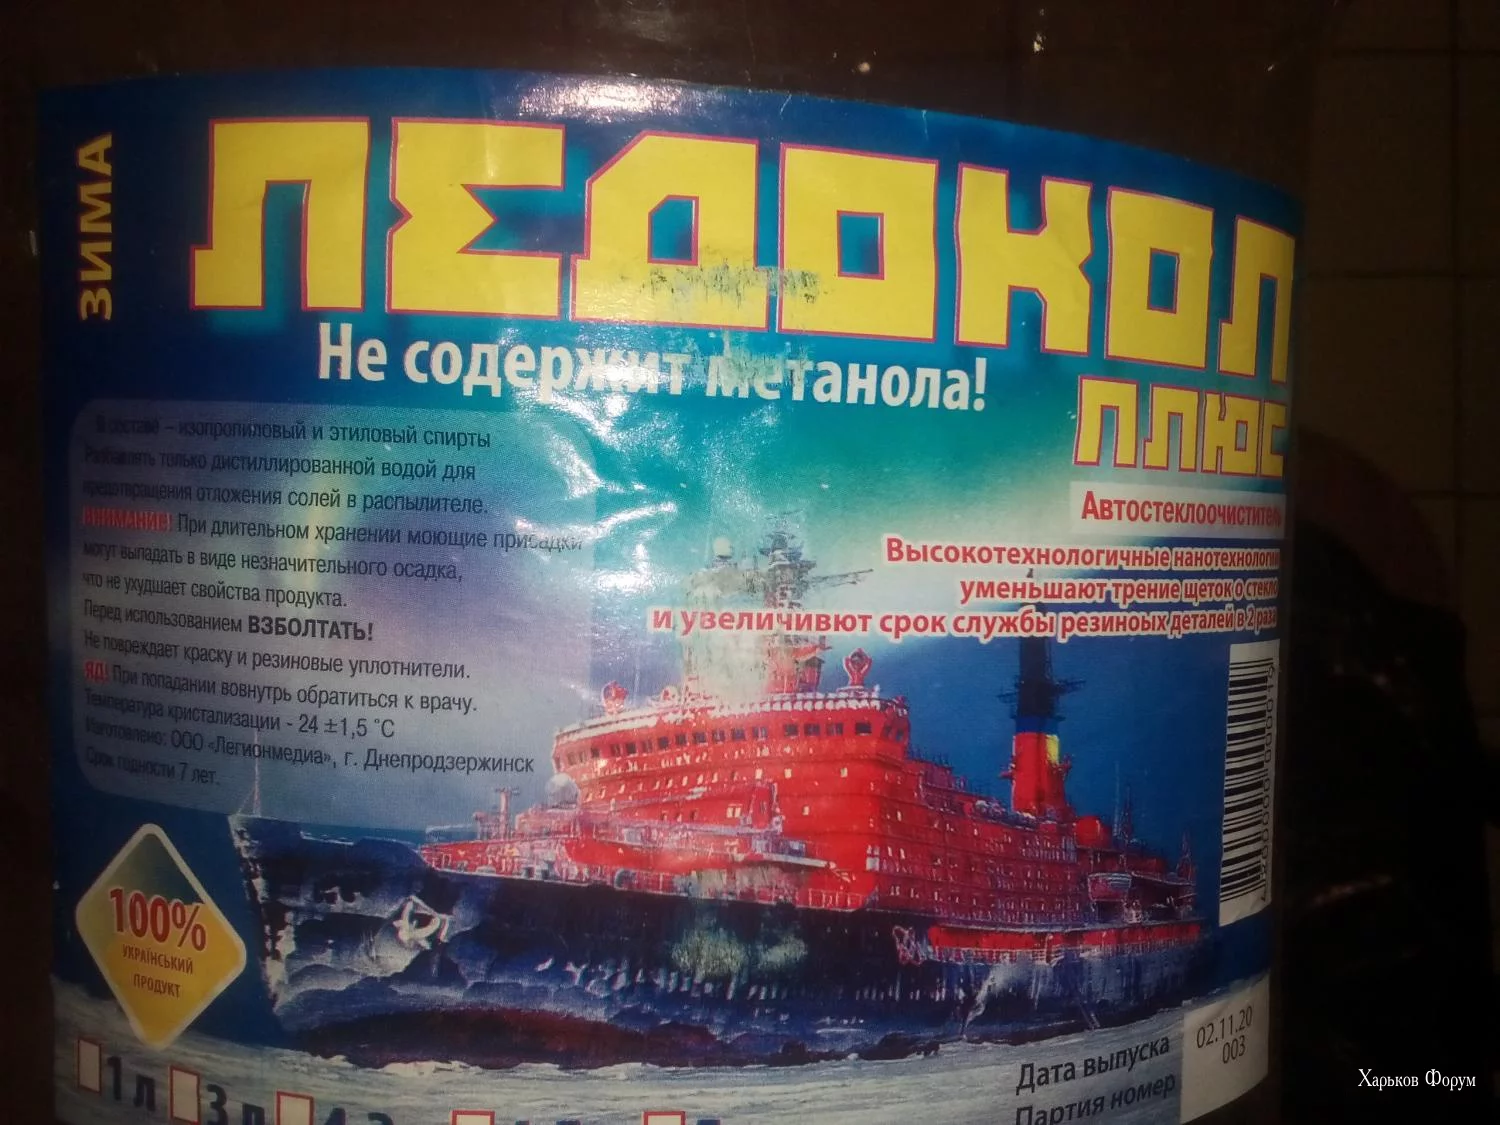 ЗИМА
ЛЕДОКОЛ
ПЛЮС
Не содержит метанола!
В составе – изопропиловый и этиловый спирты
Разбавлять только дистиллированной водой для
предотвращения отложения солей в распылителе.
ВНИМАНИЕ! При длительном хранении моющие присадки
могут выпадать в виде незначительного осадка,
что не ухудшает свойства продукта.
Перед использованием ВЗБОЛТАТЬ!
Не повреждает краску и резиновые уплотнители.
ЯД! При попадании вовнутрь обратиться к врачу.
Температура кристализации - 24 ±1,5 °С
Изготовлено: ООО «Легионмедиа», г. Днепродзержинск
Срок годности 7 лет.
Автостеклоочиститель
Высокотехнологичные нанотехнологии
уменьшают трение щеток о стекло
и увеличивют срок службы резиноых деталей в 2 раза
100%
УКРАЇНСЬКИЙ
ПРОДУКТ
1 л 3 л
Дата выпуска 02.11.20
Партия номер 003
Харьков Форум